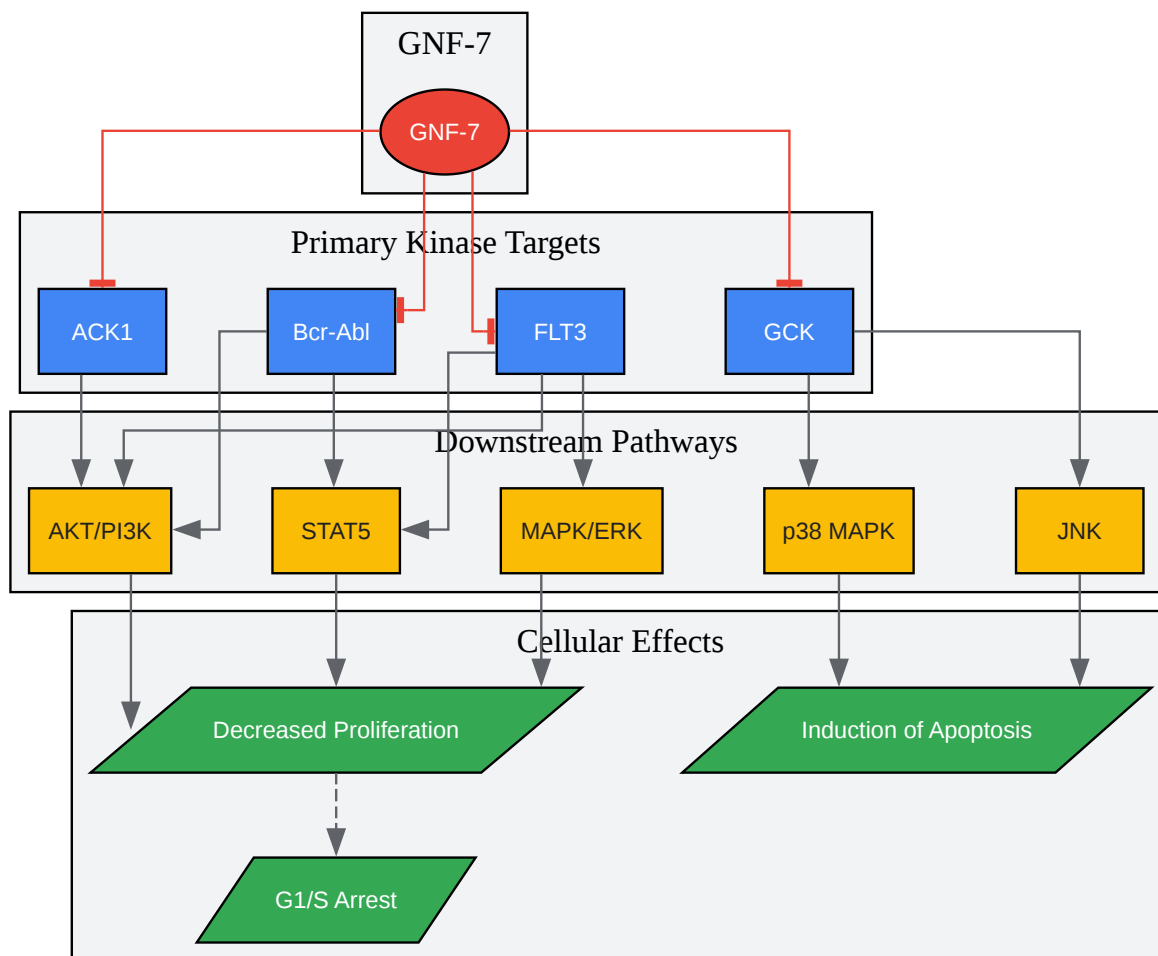 GNF-7
GNF-7
Primary Kinase Targets
ACK1
Bcr-Abl
FLT3
GCK
Downstream Pathways
AKT/PI3K
STAT5
MAPK/ERK
p38 MAPK
JNK
Cellular Effects
Decreased Proliferation
Induction of Apoptosis
G1/S Arrest